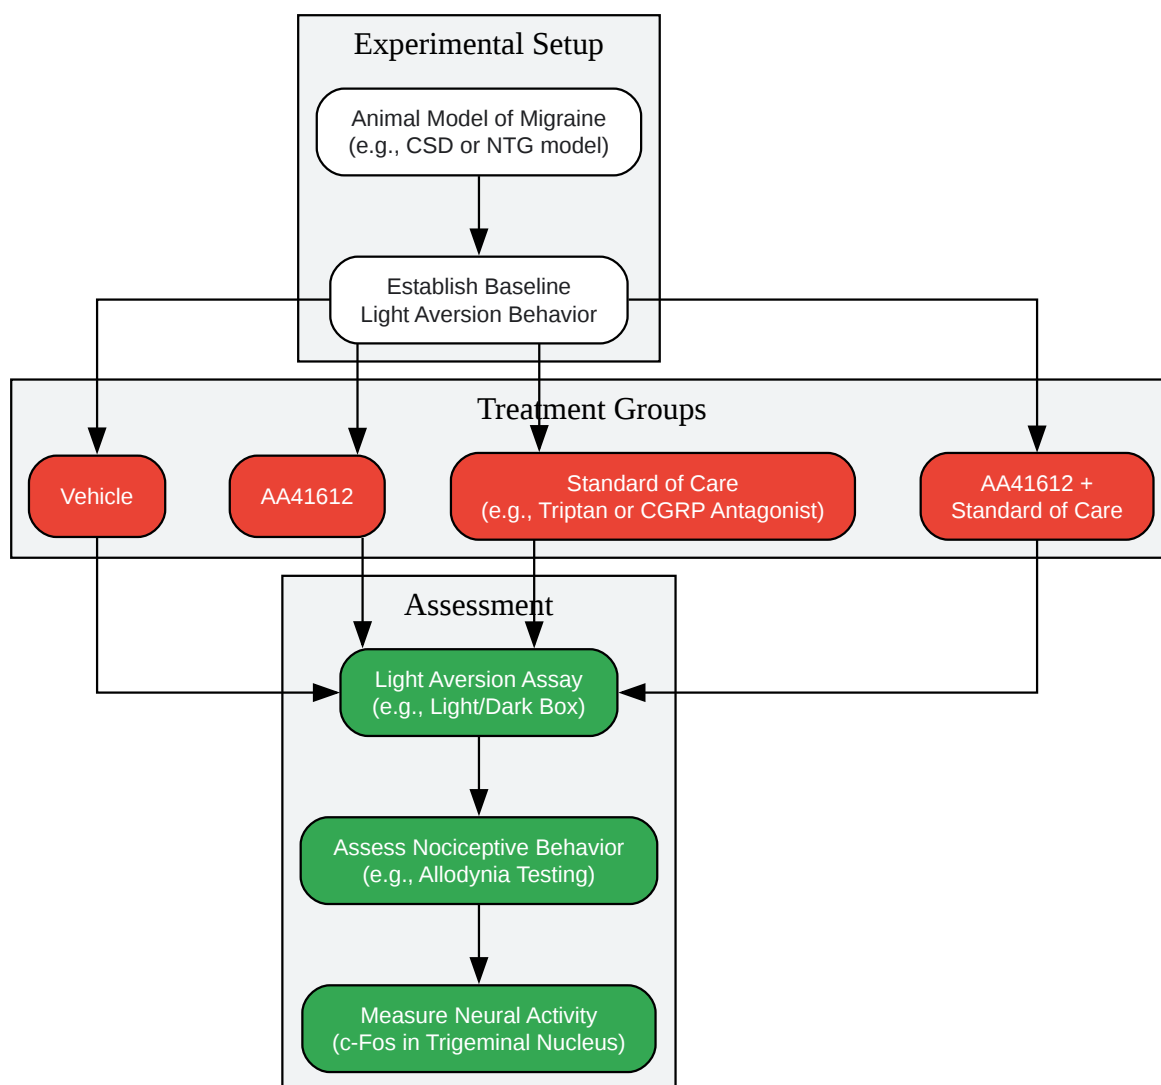 Experimental Setup
Animal Model of Migraine
(e.g., CSD or NTG model)
Establish Baseline
Light Aversion Behavior
Treatment Groups
Vehicle
AA41612
Standard of Care
(e.g., Triptan or CGRP Antagonist)
AA41612 +
Standard of Care
Assessment
Light Aversion Assay
(e.g., Light/Dark Box)
Assess Nociceptive Behavior
(e.g., Allodynia Testing)
Measure Neural Activity
(c-Fos in Trigeminal Nucleus)